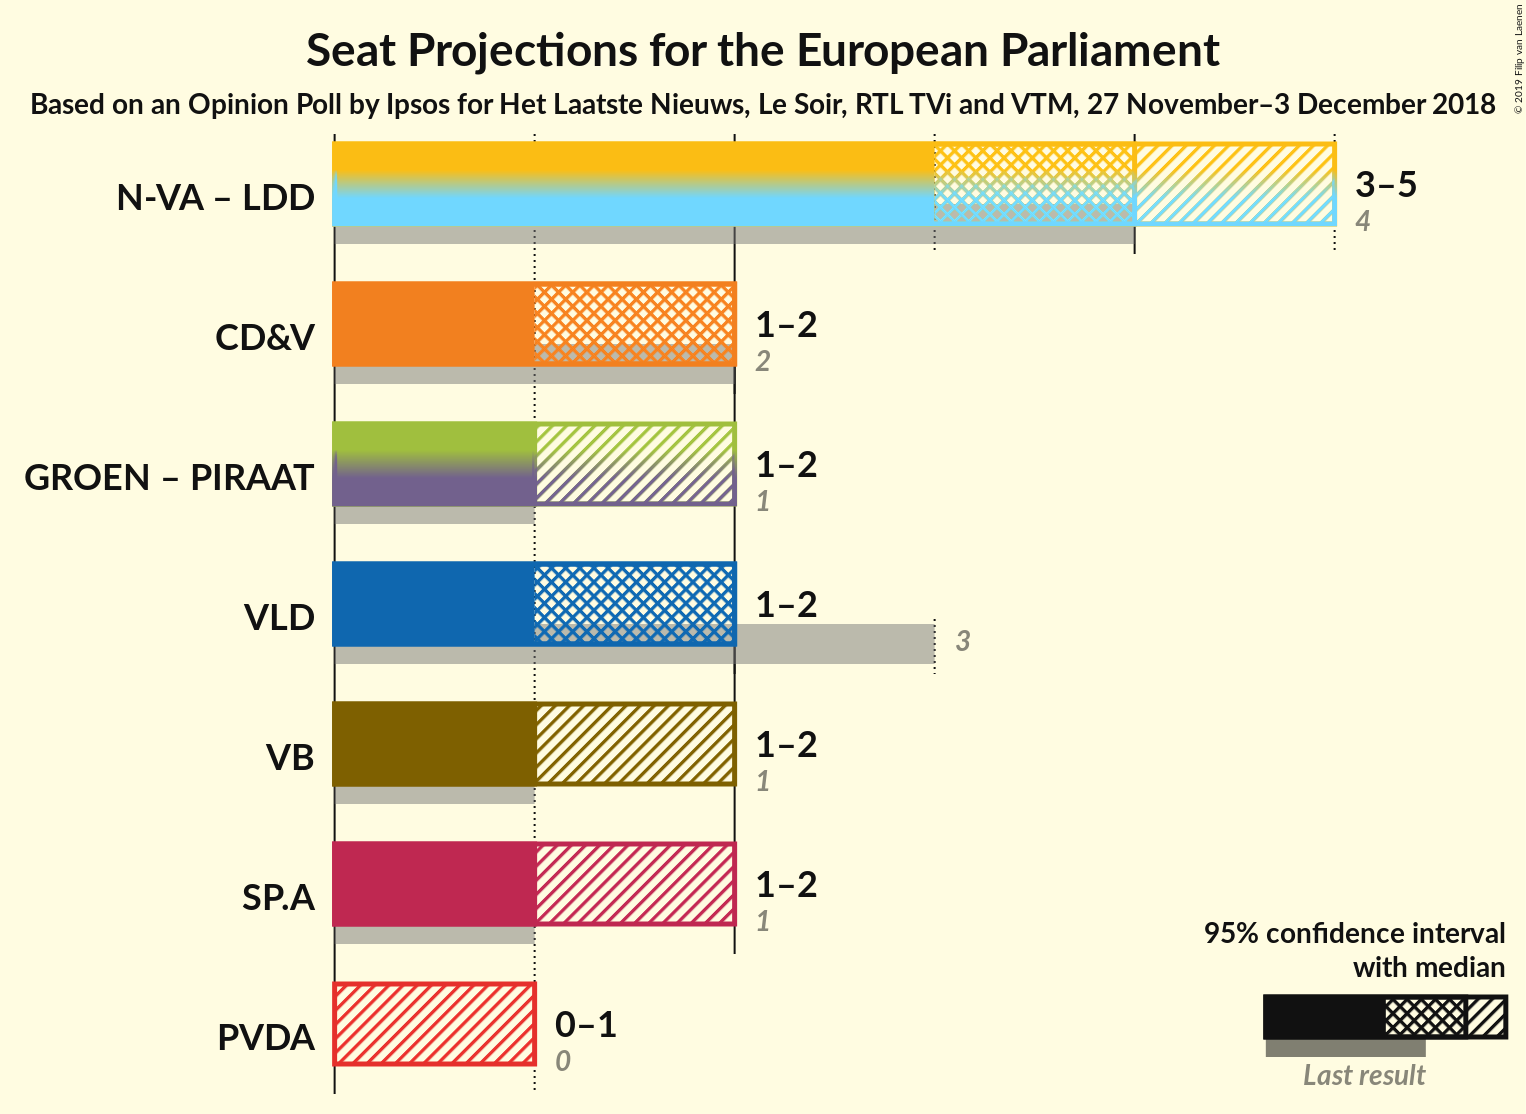 Seat Projections for the European Parliament
Based on an Opinion Poll by Ipsos for Het Laatste Nieuws, Le Soir, RTL TVi and VTM, 27 November–3 December 2018
© 2019 Filip van Laenen
N-VA – LDD
3–5
4
CD&V
1–2
2
GROEN – PIRAAT
1–2
1
VLD
1–2
3
VB
1–2
1
SP.A
1–2
1
PVDA
0–1
0
95% confidence interval
with median
Last result